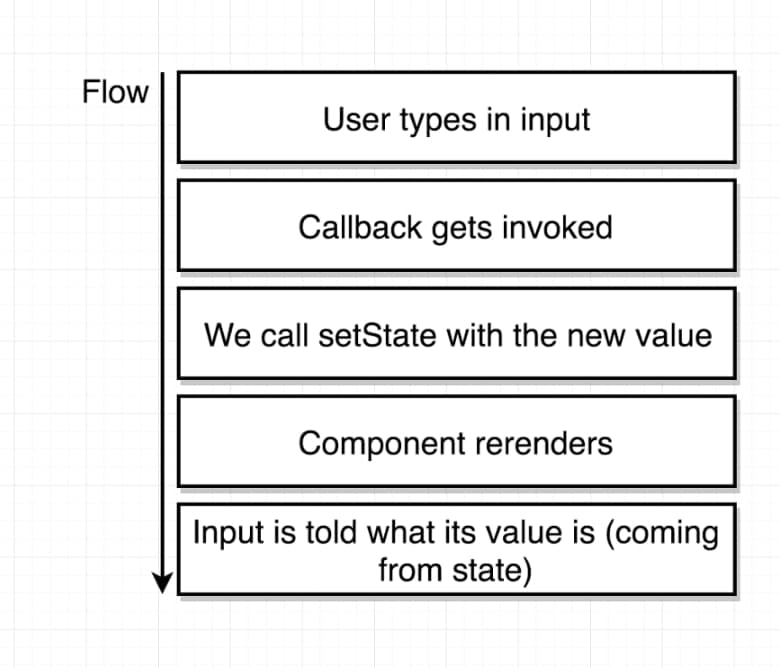 Flow
User types in input
Callback gets invoked
We call setState with the new value
Component rerenders
Input is told what its value is (coming
from state)